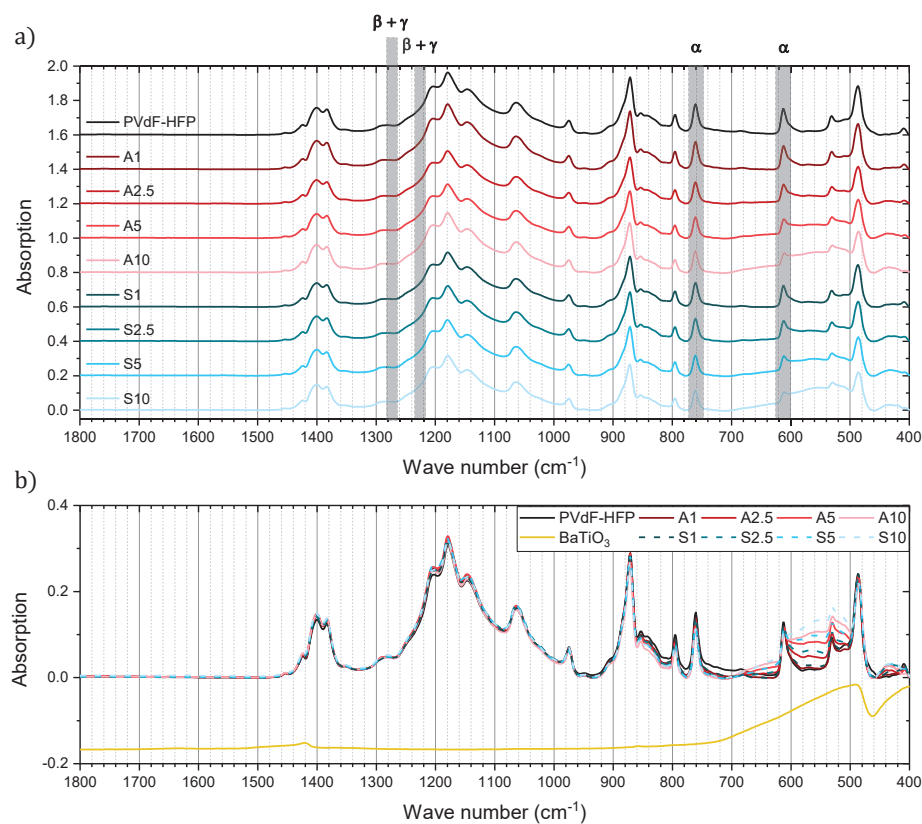 a)
β + γ
β + γ
α
α
2.0
1.8
1.6
1.4
1.2
1.0
0.8
0.6
0.4
0.2
0.0
Absorption
PVdF-HFP
A1
A2.5
A5
A10
S1
S2.5
S5
S10
1800 1700 1600 1500 1400 1300 1200 1100 1000 900 800 700 600 500 400
Wave number (cm⁻¹)
b)
0.4
0.2
0.0
-0.2
Absorption
PVdF-HFP A1 A2.5 A5 A10
BaTiO₃ S1 S2.5 S5 S10
1800 1700 1600 1500 1400 1300 1200 1100 1000 900 800 700 600 500 400
Wave number (cm⁻¹)